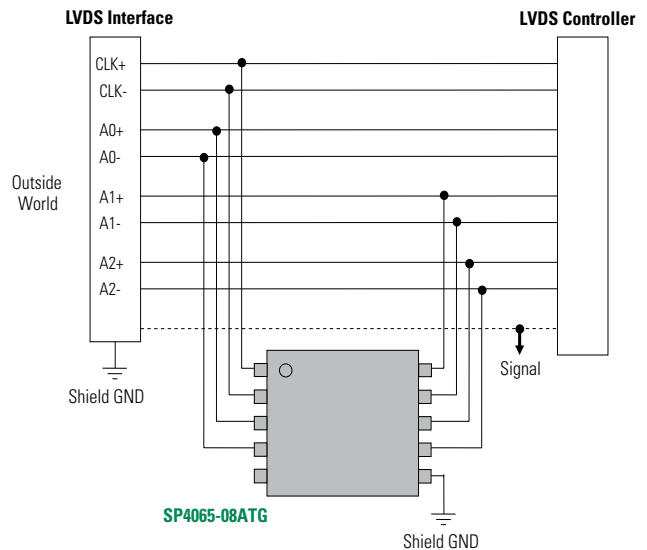 LVDS Interface
LVDS Controller
CLK+
CLK-
A0+
A0-
Outside
World
A1+
A1-
A2+
A2-
Signal
Shield GND
SP4065-08ATG
Shield GND